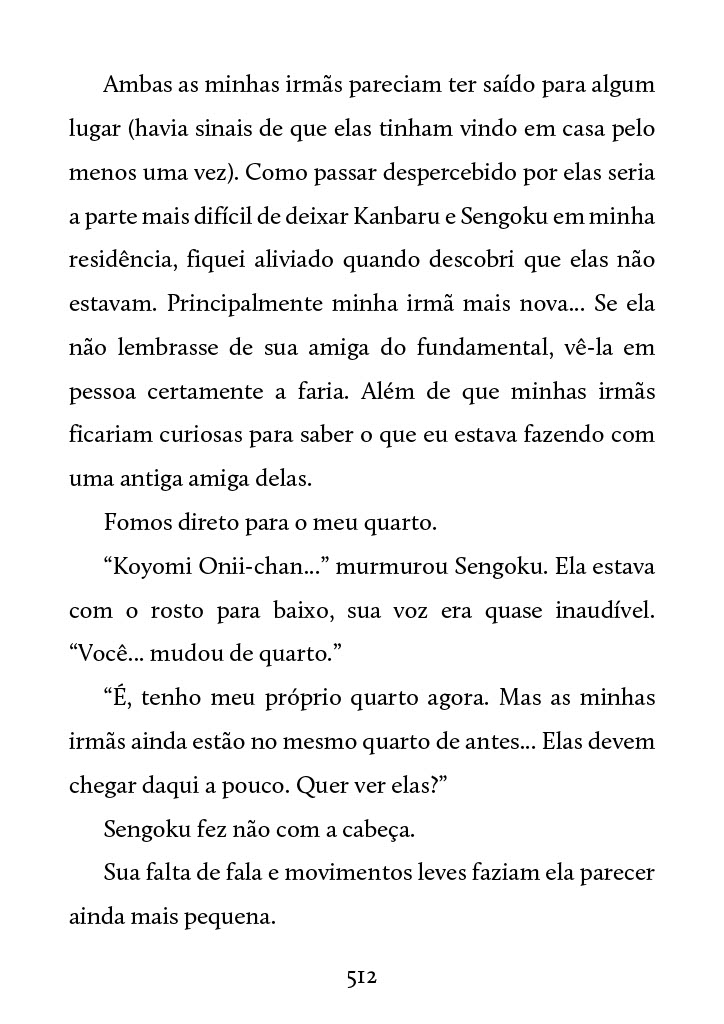 Ambas as minhas irmãs pareciam ter saído para algum
lugar (havia sinais de que elas tinham vindo em casa pelo
menos uma vez). Como passar despercebido por elas seria
a parte mais difícil de deixar Kanbaru e Sengoku em minha
residência, fiquei aliviado quando descobri que elas não
estavam. Principalmente minha irmã mais nova... Se ela
não lembrasse de sua amiga do fundamental, vê-la em
pessoa certamente a faria. Além de que minhas irmãs
ficariam curiosas para saber o que eu estava fazendo com
uma antiga amiga delas.
Fomos direto para o meu quarto.
“Koyomi Onii-chan...” murmurou Sengoku. Ela estava
com o rosto para baixo, sua voz era quase inaudível.
“Você... mudou de quarto.”
“É, tenho meu próprio quarto agora. Mas as minhas
irmãs ainda estão no mesmo quarto de antes... Elas devem
chegar daqui a pouco. Quer ver elas?”
Sengoku fez não com a cabeça.
Sua falta de fala e movimentos leves faziam ela parecer
ainda mais pequena.
512